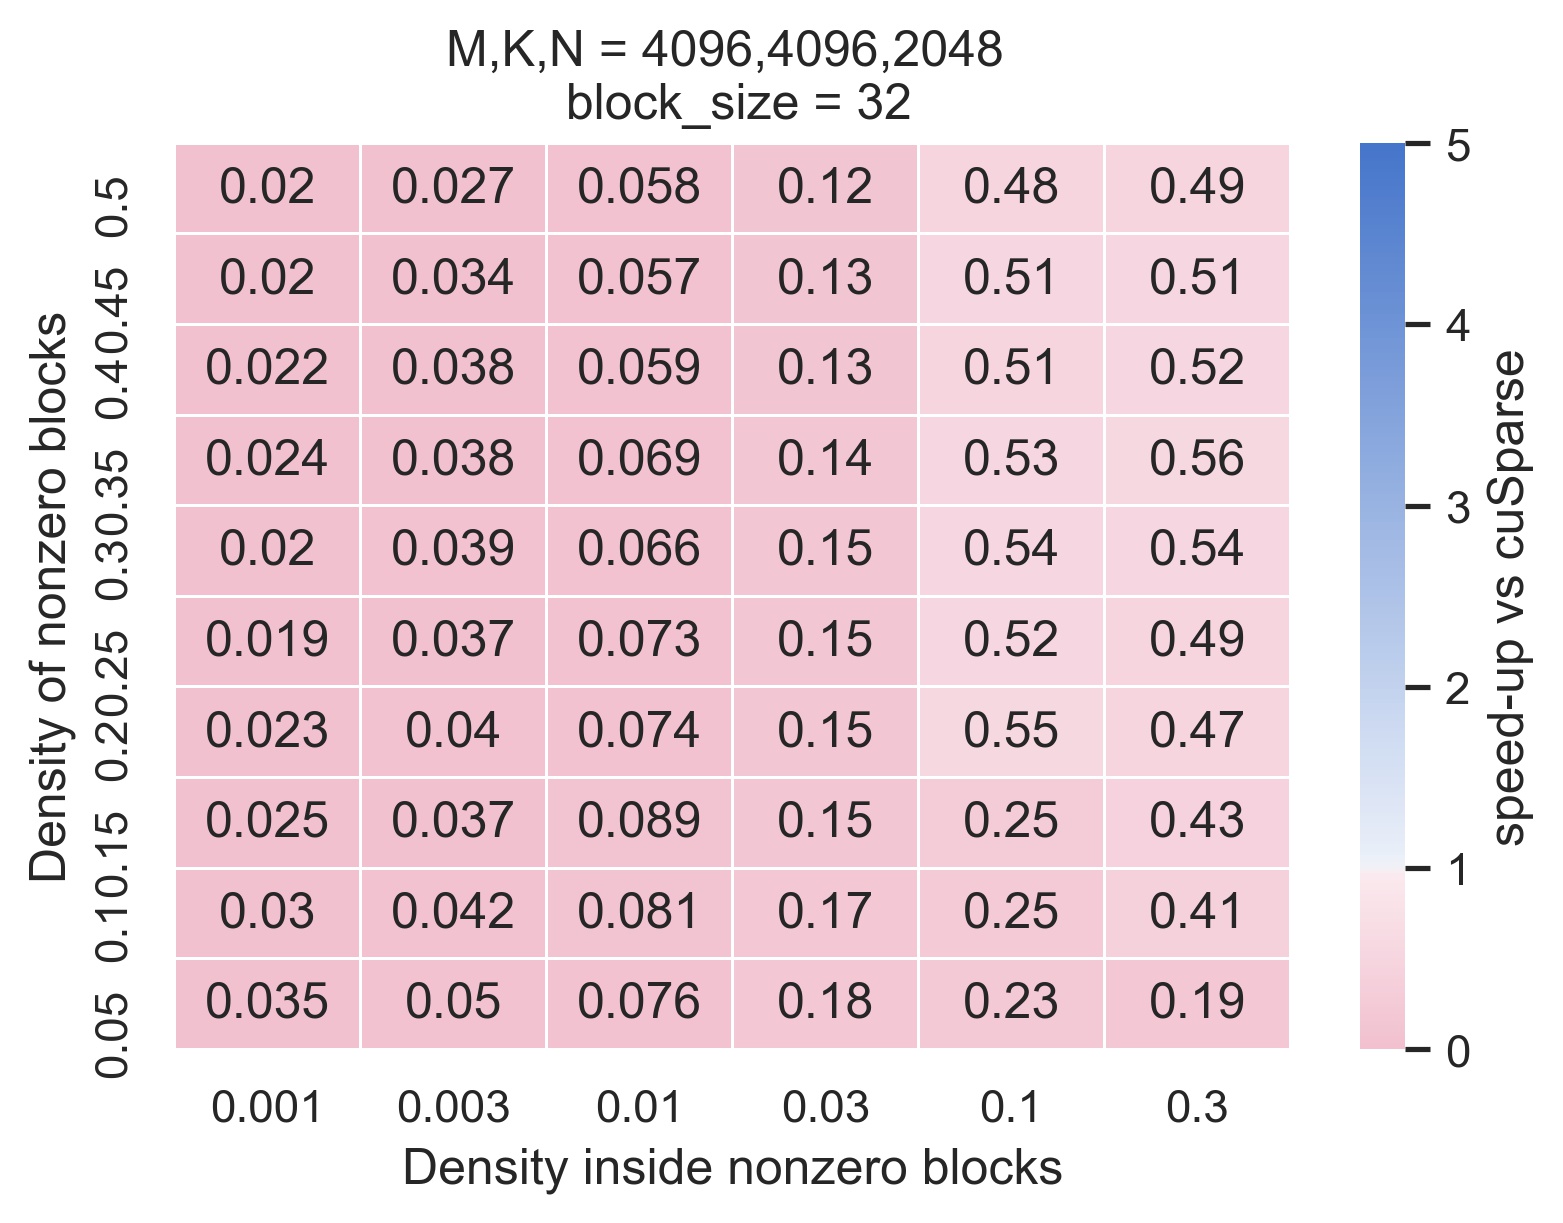 M,K,N = 4096,4096,2048
block_size = 32
Density of nonzero blocks
0.5 0.02 0.027 0.058 0.12 0.48 0.49
0.45 0.02 0.034 0.057 0.13 0.51 0.51
0.4 0.022 0.038 0.059 0.13 0.51 0.52
0.35 0.024 0.038 0.069 0.14 0.53 0.56
0.3 0.02 0.039 0.066 0.15 0.54 0.54
0.25 0.019 0.037 0.073 0.15 0.52 0.49
0.2 0.023 0.04 0.074 0.15 0.55 0.47
0.15 0.025 0.037 0.089 0.15 0.25 0.43
0.1 0.03 0.042 0.081 0.17 0.25 0.41
0.05 0.035 0.05 0.076 0.18 0.23 0.19
0.001 0.003 0.01 0.03 0.1 0.3
Density inside nonzero blocks
5
4
3
2
1
0
speed-up vs cuSparse